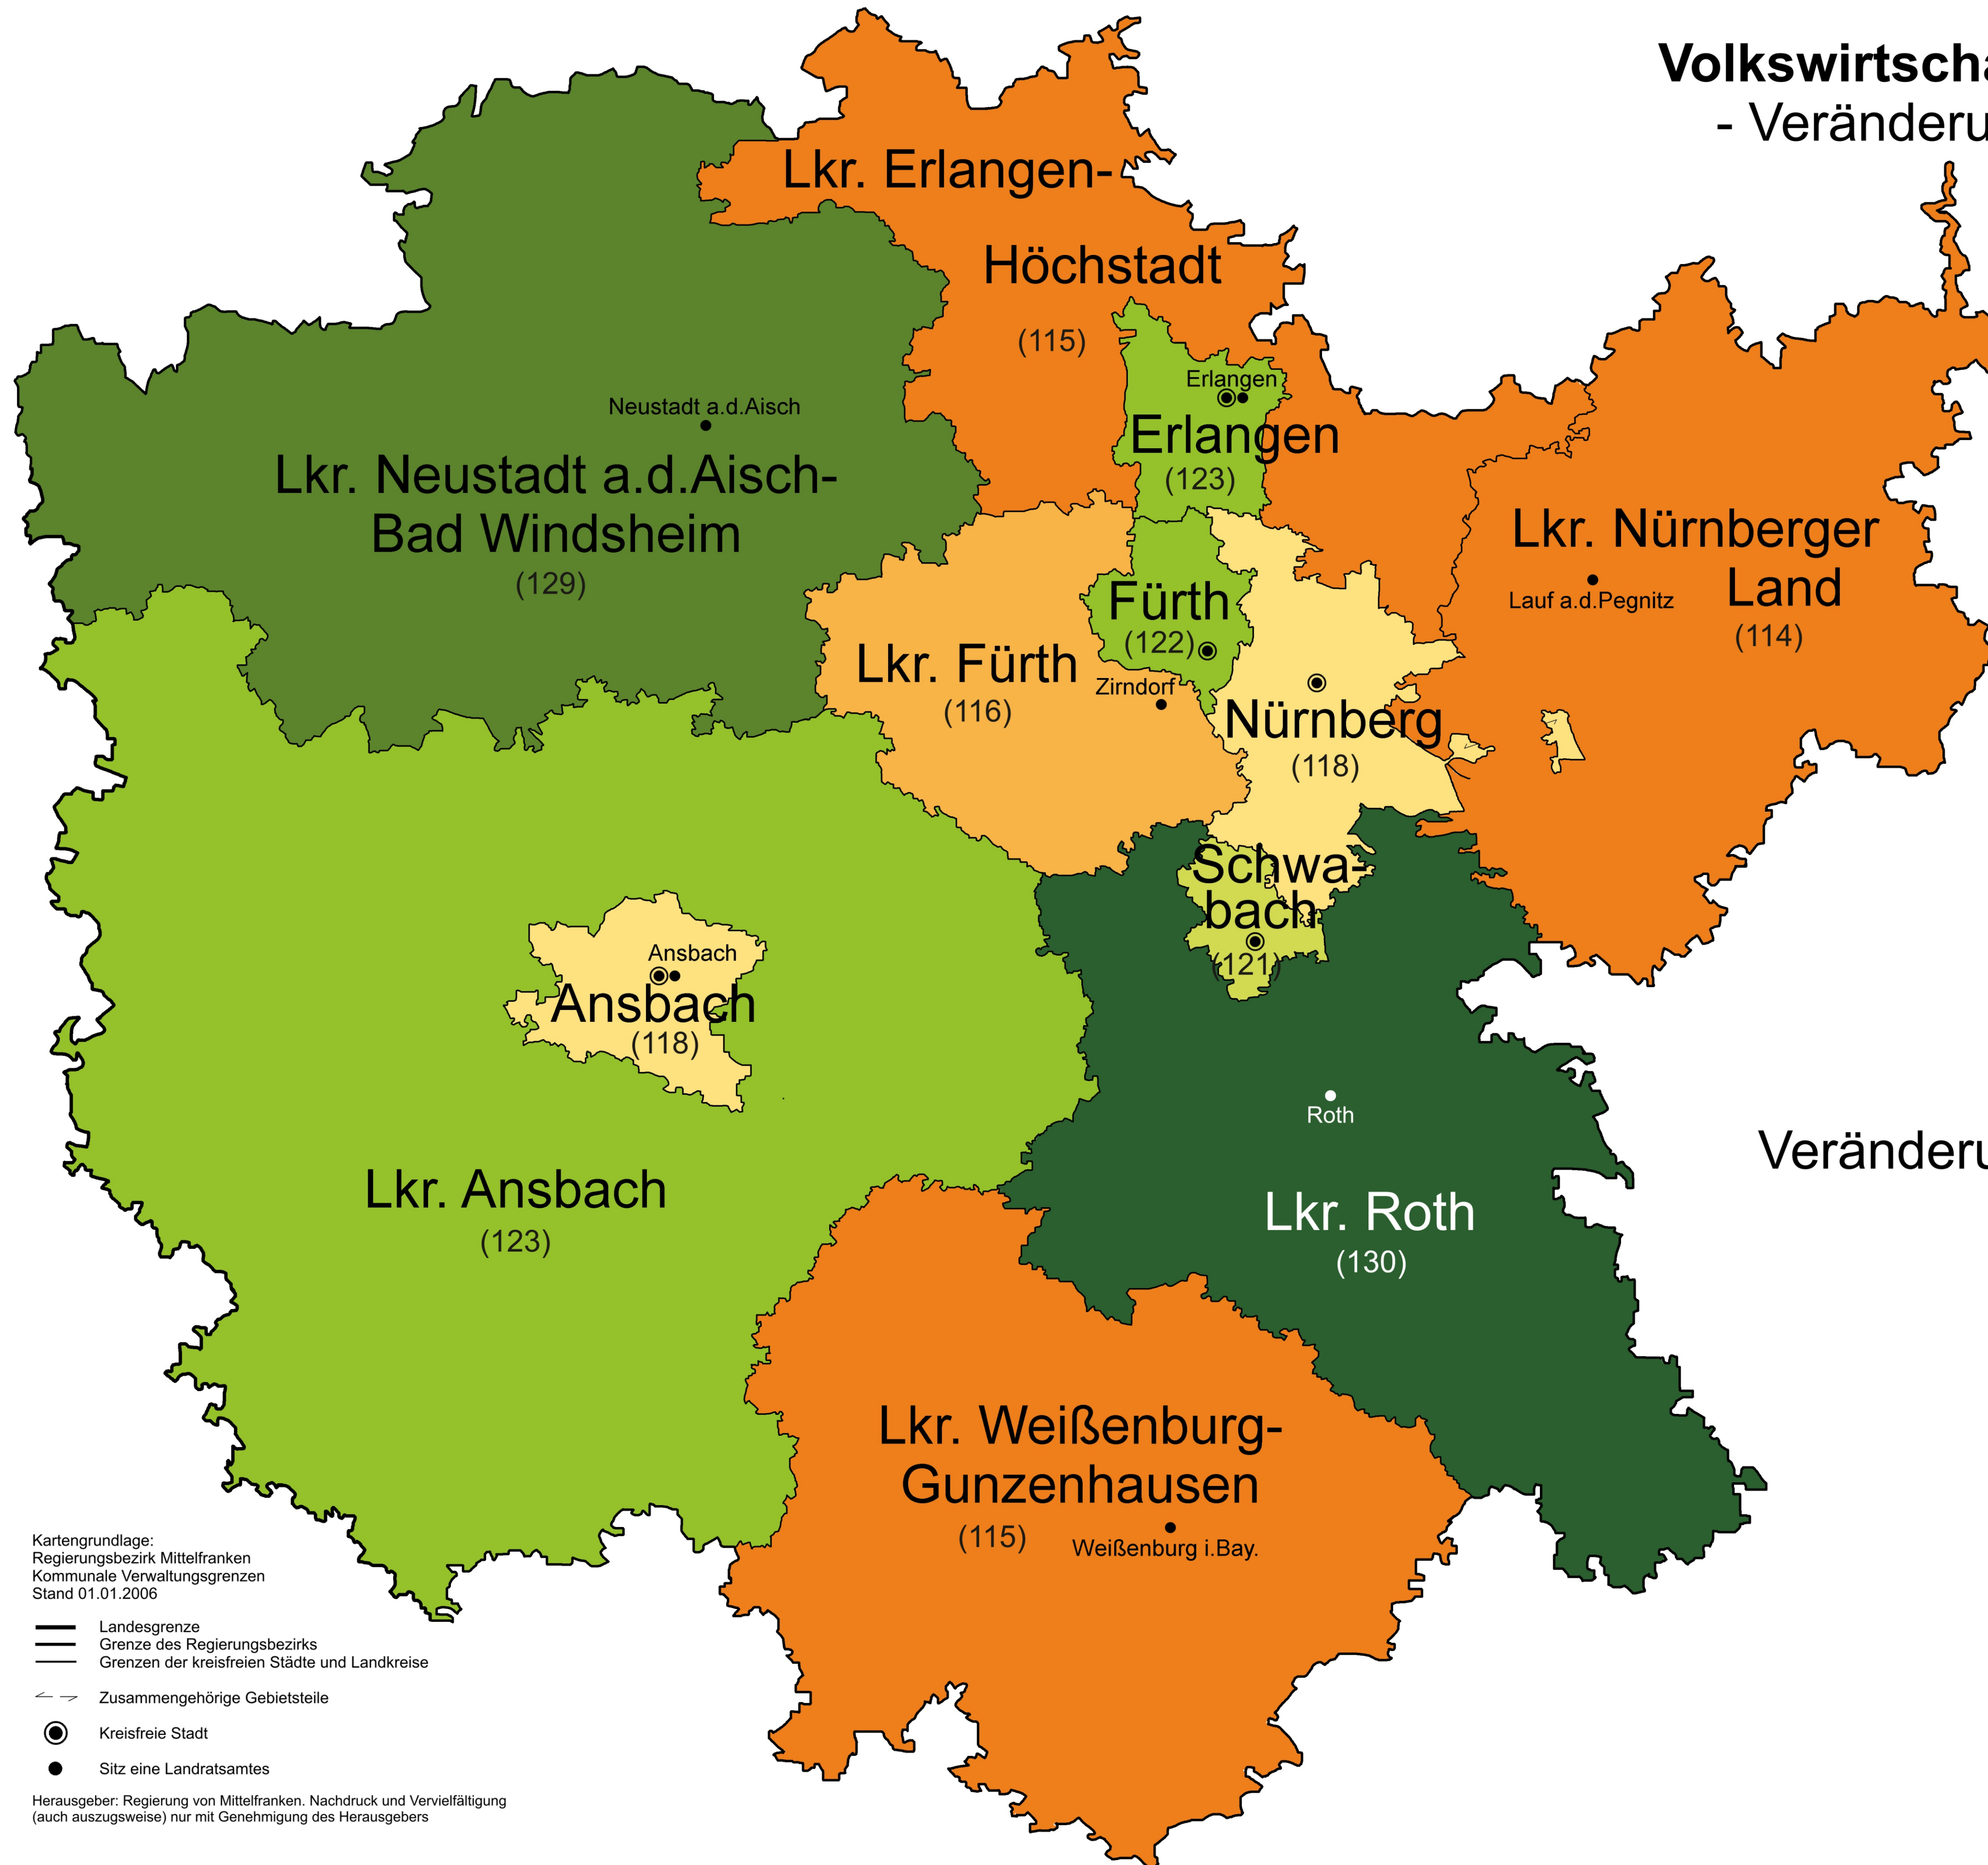 Volkswirtscha
- Veränderu
Lkr. Erlangen-
Höchstadt
(115)
Erlangen
Erlangen
(123)
Neustadt a.d.Aisch
Lkr. Neustadt a.d.Aisch-
Bad Windsheim
(129)
Lkr. Nürnberger
Land
Lauf a.d.Pegnitz
(114)
Fürth
(122)
Lkr. Fürth
(116)
Zirndorf
Nürnberg
(118)
Schwa-
bach
(121)
Ansbach
Ansbach
(118)
Roth
Lkr. Roth
(130)
Veränderu
Lkr. Ansbach
(123)
Lkr. Weißenburg-
Gunzenhausen
(115)
Weißenburg i.Bay.
Kartengrundlage:
Regierungsbezirk Mittelfranken
Kommunale Verwaltungsgrenzen
Stand 01.01.2006
Landesgrenze
Grenze des Regierungsbezirks
Grenzen der kreisfreien Städte und Landkreise
Zusammengehörige Gebietsteile
Kreisfreie Stadt
Sitz eine Landratsamtes
Herausgeber: Regierung von Mittelfranken. Nachdruck und Vervielfältigung
(auch auszugsweise) nur mit Genehmigung des Herausgebers